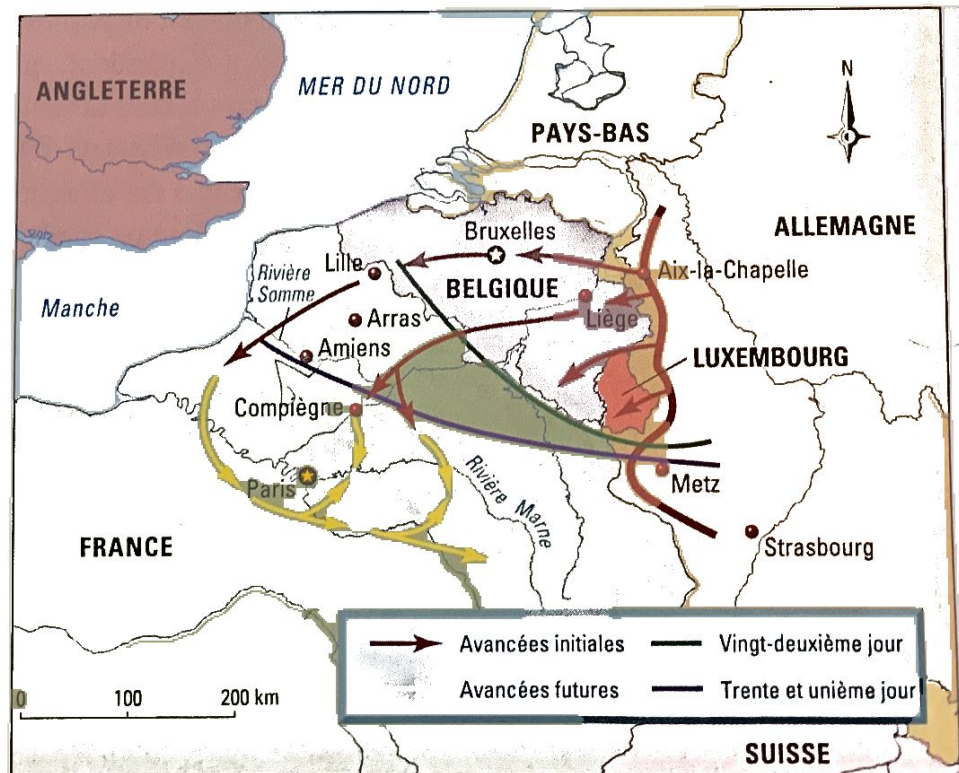 ANGLETERRE
MER DU NORD
N
PAYS-BAS
ALLEMAGNE
Bruxelles
Lille
Rivière
Somme
BELGIQUE
Aix-la-Chapelle
Manche
Arras
Liège
Amiens
LUXEMBOURG
Compiègne
Paris
Rivière Marne
Metz
FRANCE
Strasbourg
Avancées initiales
Vingt-deuxième jour
Avancées futures
Trente et unième jour
0 100 200 km
SUISSE